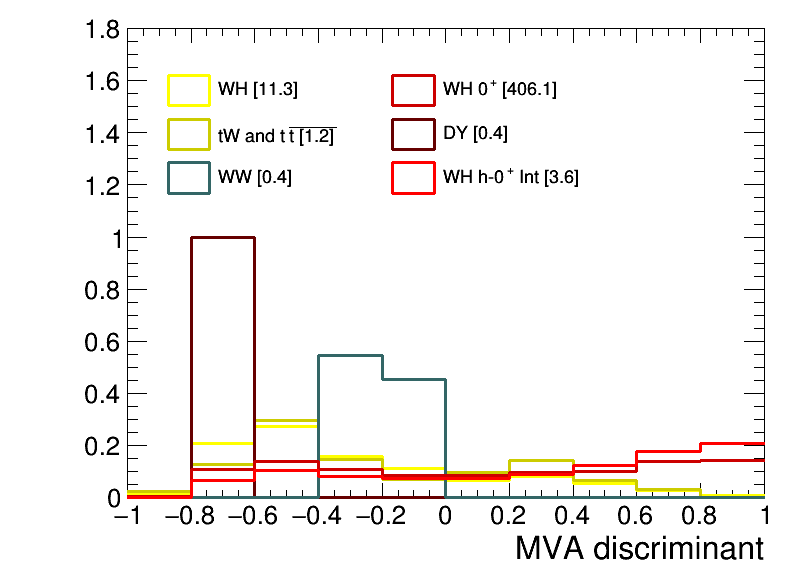 1.8
1.6
1.4
1.2
1
0.8
0.6
0.4
0.2
0
WH [11.3]
WH 0⁺ [406.1]
tW and t t̅ [1.2]
DY [0.4]
WW [0.4]
WH h-0⁺ Int [3.6]
−1 −0.8 −0.6 −0.4 −0.2 0 0.2 0.4 0.6 0.8 1
MVA discriminant